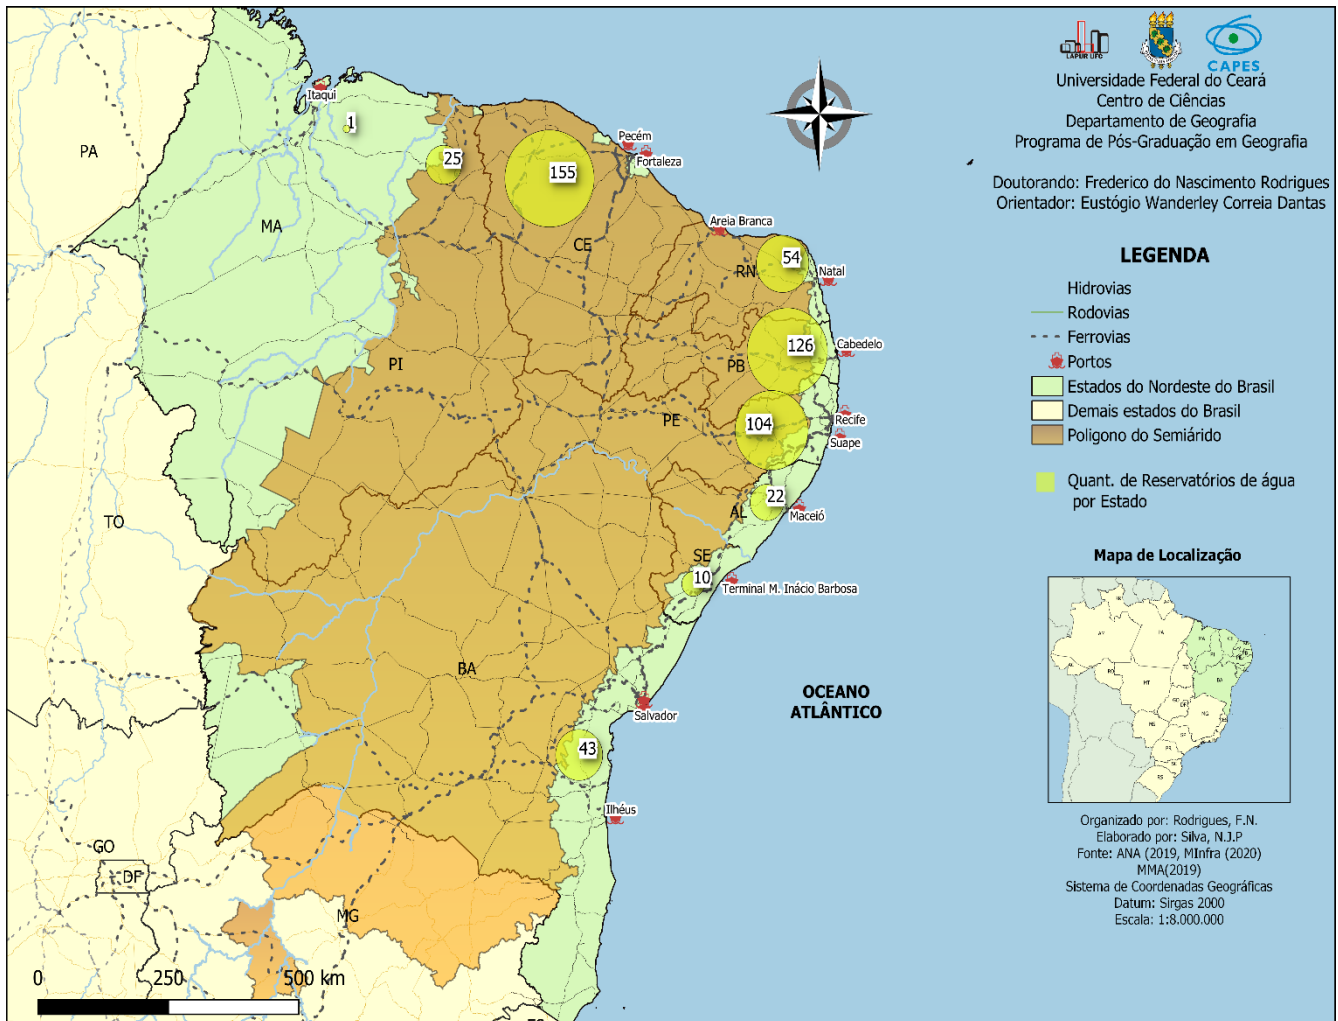 LAPUR UFC
CAPES
Universidade Federal do Ceará
Centro de Ciências
Departamento de Geografia
Programa de Pós-Graduação em Geografia
Doutorando: Frederico do Nascimento Rodrigues
Orientador: Eustógio Wanderley Correia Dantas
LEGENDA
Hidrovias
Rodovias
Ferrovias
Portos
Estados do Nordeste do Brasil
Demais estados do Brasil
Poligono do Semiárido
Quant. de Reservatórios de água
por Estado
Mapa de Localização
Organizado por: Rodrigues, F.N.
Elaborado por: Silva, N.J.P
Fonte: ANA (2019, MInfra (2020)
MMA(2019)
Sistema de Coordenadas Geográficas
Datum: Sirgas 2000
Escala: 1:8.000.000
Itaqui
1
PA
25
155
Pecém
Fortaleza
MA
CE
Areia Branca
54
RN
Natal
126
Cabedelo
PI
PB
PE
104
Recife
Suape
22
AL
Maceió
TO
SE
10
Terminal M. Inácio Barbosa
BA
OCEANO
ATLÂNTICO
Salvador
43
Ilhéus
GO
DF
MG
0 250 500 km